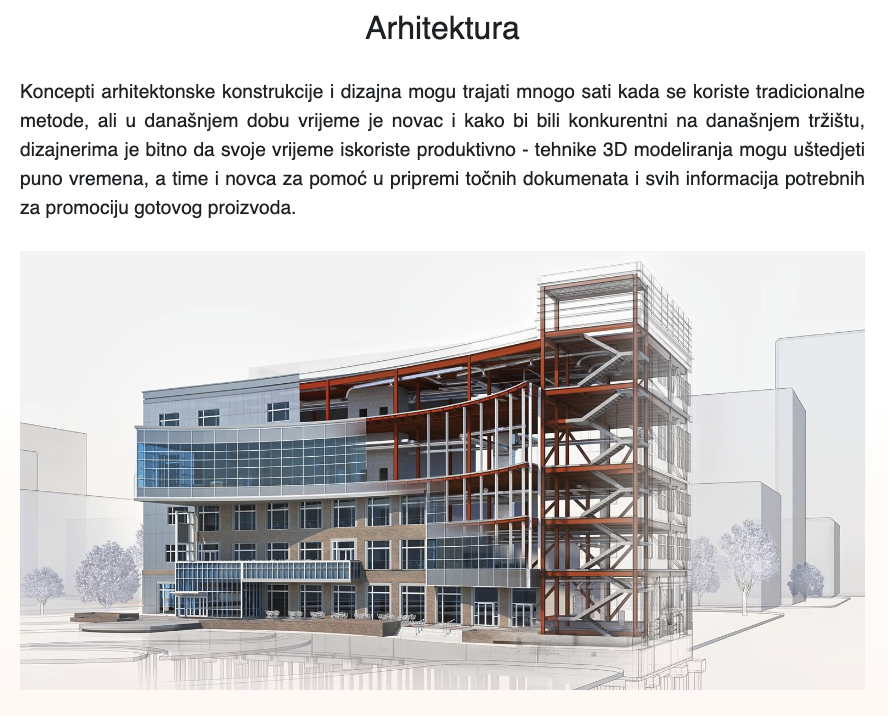 Arhitektura
Koncepti arhitektonske konstrukcije i dizajna mogu trajati mnogo sati kada se koriste tradicionalne
metode, ali u današnjem dobu vrijeme je novac i kako bi bili konkurentni na današnjem tržištu,
dizajnerima je bitno da svoje vrijeme iskoriste produktivno - tehnike 3D modeliranja mogu uštedjeti
puno vremena, a time i novca za pomoć u pripremi točnih dokumenata i svih informacija potrebnih
za promociju gotovog proizvoda.